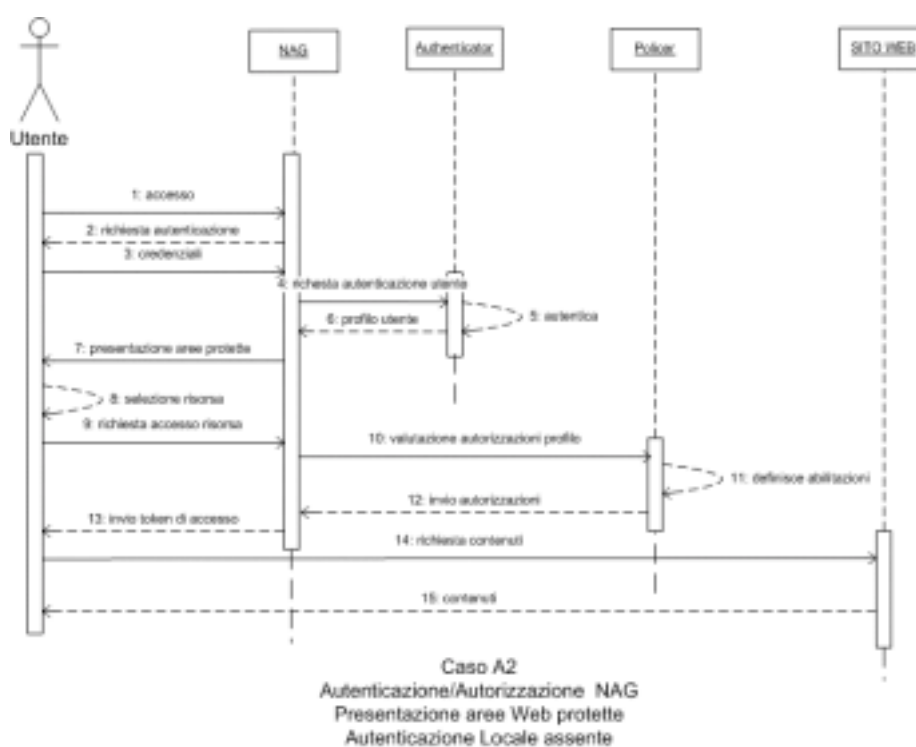 NAG
Authenticator
Policer
SITO WEB
Utente
1: accesso
2: richiesta autenticazione
3: credenziali
4: richesta autenticazione utente
5: autentica
6: profilo utente
7: presentazione aree protette
8: selezione risorsa
9: richiesta accesso risorsa
10: valutazione autorizzazioni profilo
11: definisce abilitazioni
12: invio autorizzazioni
13: invio token di accesso
14: richiesta contenuti
15: contenuti
Caso A2
Autenticazione/Autorizzazione NAG
Presentazione aree Web protette
Autenticazione Locale assente